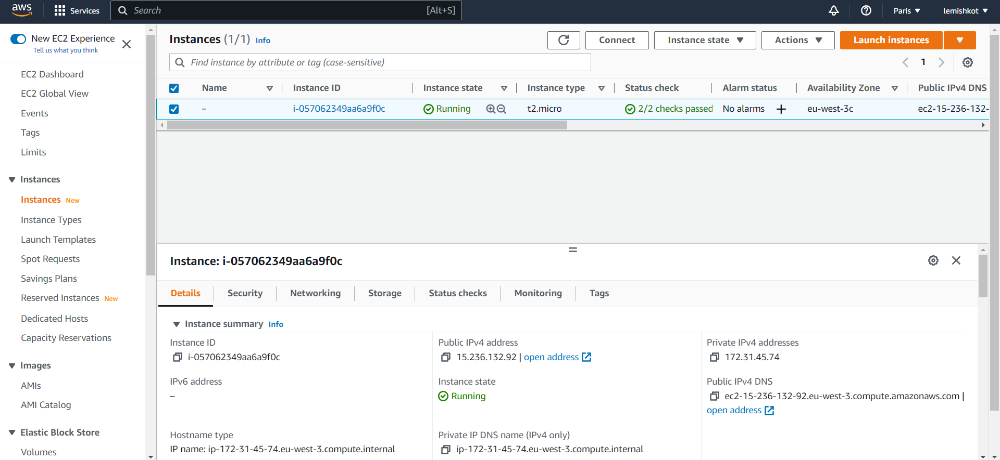 aws
Services
Search [Alt+S]
Paris ▼
lemishkot ▼
New EC2 Experience
Tell us what you think
EC2 Dashboard
EC2 Global View
Events
Tags
Limits
Instances
Instances New
Instance Types
Launch Templates
Spot Requests
Savings Plans
Reserved Instances New
Dedicated Hosts
Capacity Reservations
Images
AMIs
AMI Catalog
Elastic Block Store
Volumes
Instances (1/1) Info
Connect
Instance state ▼
Actions ▼
Launch instances
Find instance by attribute or tag (case-sensitive)
1
Name Instance ID Instance state Instance type Status check Alarm status Availability Zone Public IPv4 DNS
– i-057062349aa6a9f0c Running t2.micro 2/2 checks passed No alarms + eu-west-3c ec2-15-236-132-
Instance: i-057062349aa6a9f0c
Details Security Networking Storage Status checks Monitoring Tags
Instance summary Info
Instance ID
i-057062349aa6a9f0c
Public IPv4 address
15.236.132.92 | open address
Private IPv4 addresses
172.31.45.74
IPv6 address
–
Instance state
Running
Public IPv4 DNS
ec2-15-236-132-92.eu-west-3.compute.amazonaws.com |
open address
Hostname type
IP name: ip-172-31-45-74.eu-west-3.compute.internal
Private IP DNS name (IPv4 only)
ip-172-31-45-74.eu-west-3.compute.internal